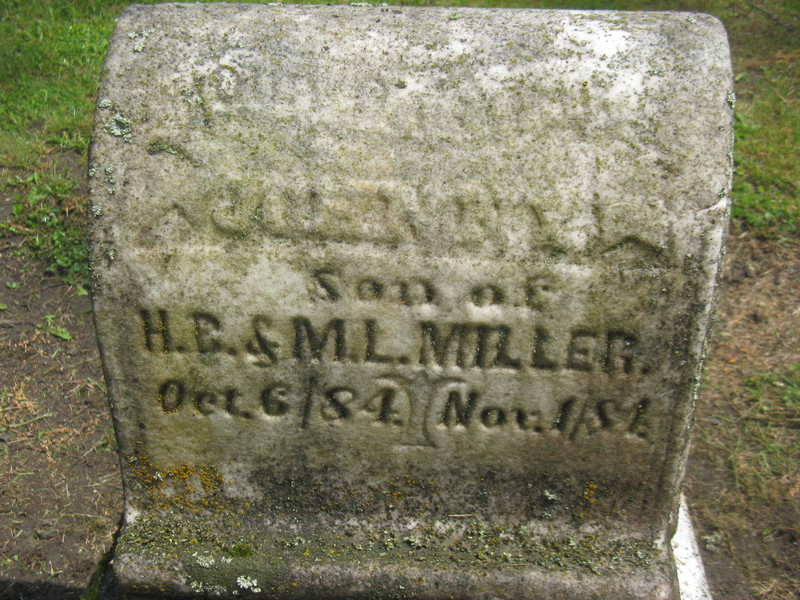 Son of
H. B. & M. L. MILLER.
Oct. 6/84. Nov. 1/84.